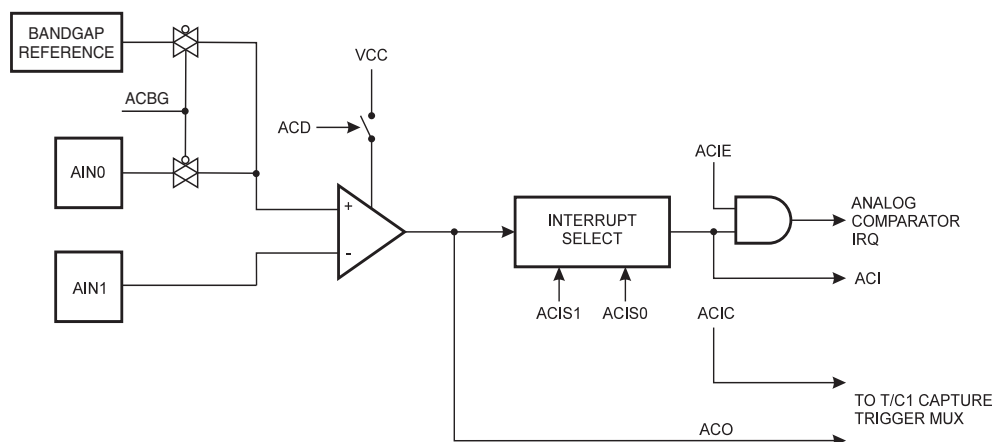 BANDGAP
REFERENCE
VCC
ACBG
ACD
ACIE
AIN0
+
-
INTERRUPT
SELECT
ANALOG
COMPARATOR
IRQ
AIN1
ACI
ACIS1
ACIS0
ACIC
TO T/C1 CAPTURE
TRIGGER MUX
ACO